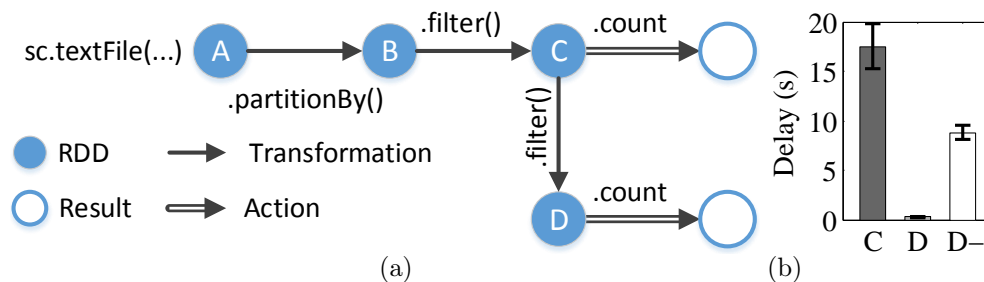 sc.textFile(...)
A
.partitionBy()
B
.filter()
C
.count
.filter()
D
.count
RDD
Transformation
Result
Action
(a)
Delay (s)
20
15
10
5
0
C
D
D–
(b)